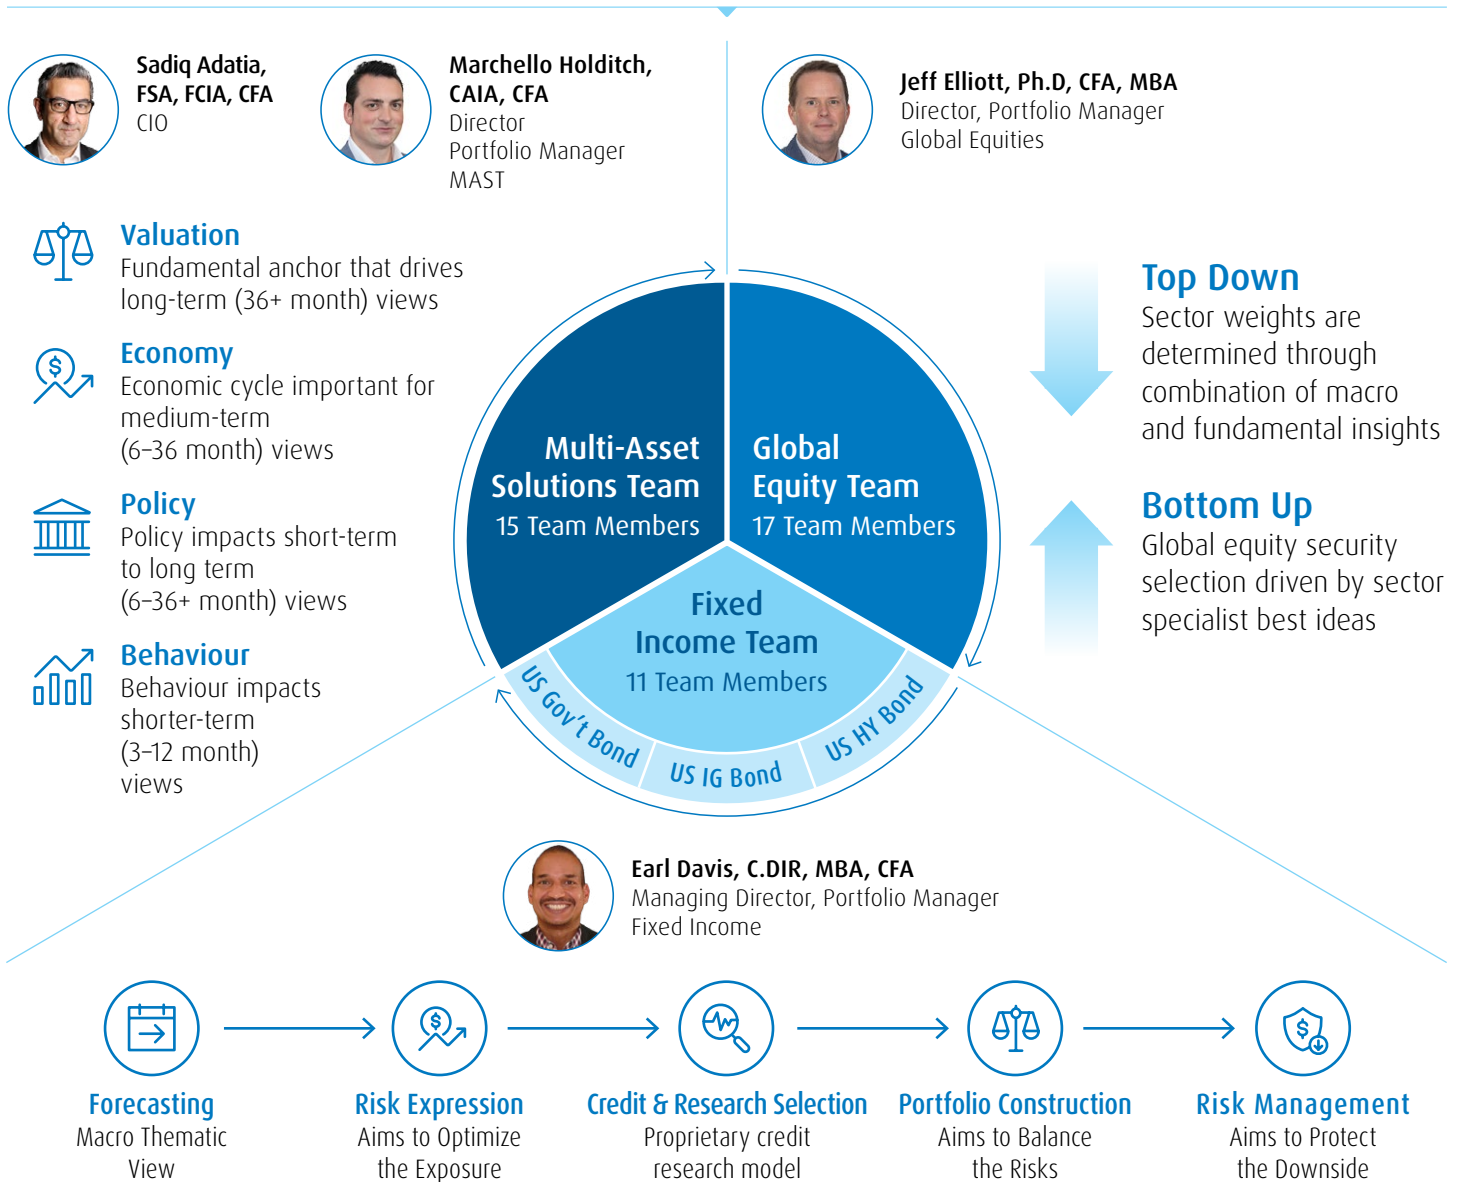 Sadiq Adatia,
FSA, FCIA, CFA
CIO
Marchello Holditch,
CAIA, CFA
Director
Portfolio Manager
MAST
Jeff Elliott, Ph.D, CFA, MBA
Director, Portfolio Manager
Global Equities
Valuation
Fundamental anchor that drives
long-term (36+ month) views
Economy
Economic cycle important for
medium-term
(6–36 month) views
Policy
Policy impacts short-term
to long term
(6–36+ month) views
Behaviour
Behaviour impacts
shorter-term
(3–12 month)
views
Multi-Asset
Solutions Team
15 Team Members
Global
Equity Team
17 Team Members
Fixed
Income Team
11 Team Members
US Gov't Bond
US IG Bond
US HY Bond
Top Down
Sector weights are
determined through
combination of macro
and fundamental insights
Bottom Up
Global equity security
selection driven by sector
specialist best ideas
Earl Davis, C.DIR, MBA, CFA
Managing Director, Portfolio Manager
Fixed Income
Forecasting
Macro Thematic
View
Risk Expression
Aims to Optimize
the Exposure
Credit & Research Selection
Proprietary credit
research model
Portfolio Construction
Aims to Balance
the Risks
Risk Management
Aims to Protect
the Downside